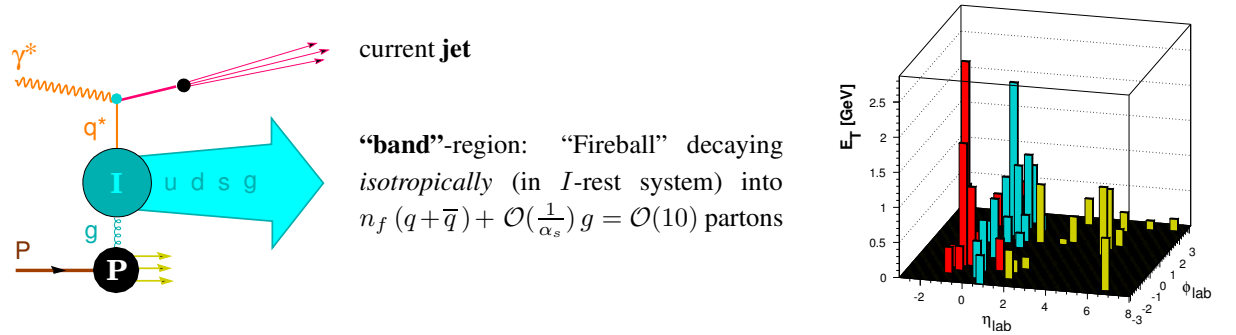 γ*
current jet
q*
I
u d s g
"band"-region: "Fireball" decaying
isotropically (in I-rest system) into
n_f (q+q̅) + O(1/α_s) g = O(10) partons
g
P
P
E_T [GeV]
2.5
2
1.5
1
0.5
0
-2 0 2 4 6 8
η_lab
-3 -2 -1 0 1 2 3
ϕ_lab